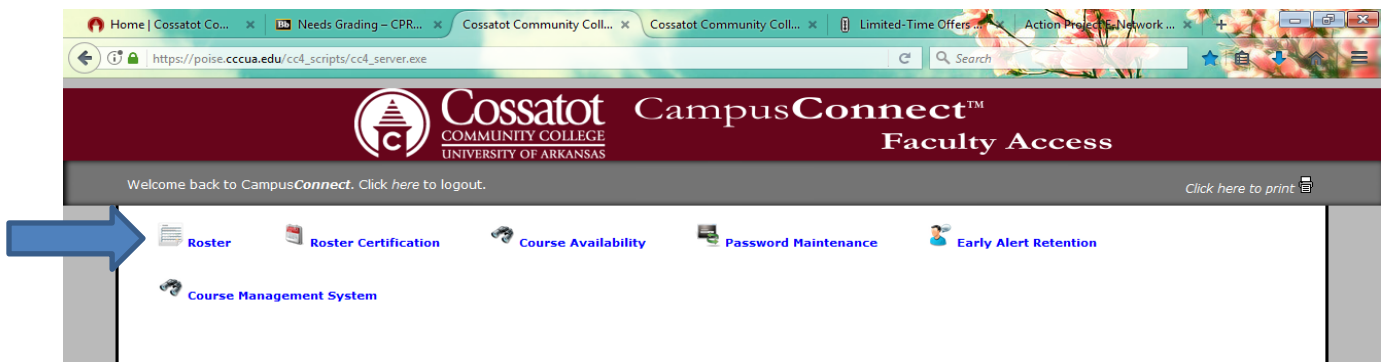 Home | Cossatot Co... Needs Grading – CPR... Cossatot Community Coll... Cossatot Community Coll... Limited-Time Offers ... Action Project E-Network ...
https://poise.cccua.edu/cc4_scripts/cc4_server.exe Search
COSSATOT CampusConnect™
COMMUNITY COLLEGE Faculty Access
UNIVERSITY OF ARKANSAS
Welcome back to CampusConnect. Click here to logout. Click here to print
Roster Roster Certification Course Availability Password Maintenance Early Alert Retention
Course Management System